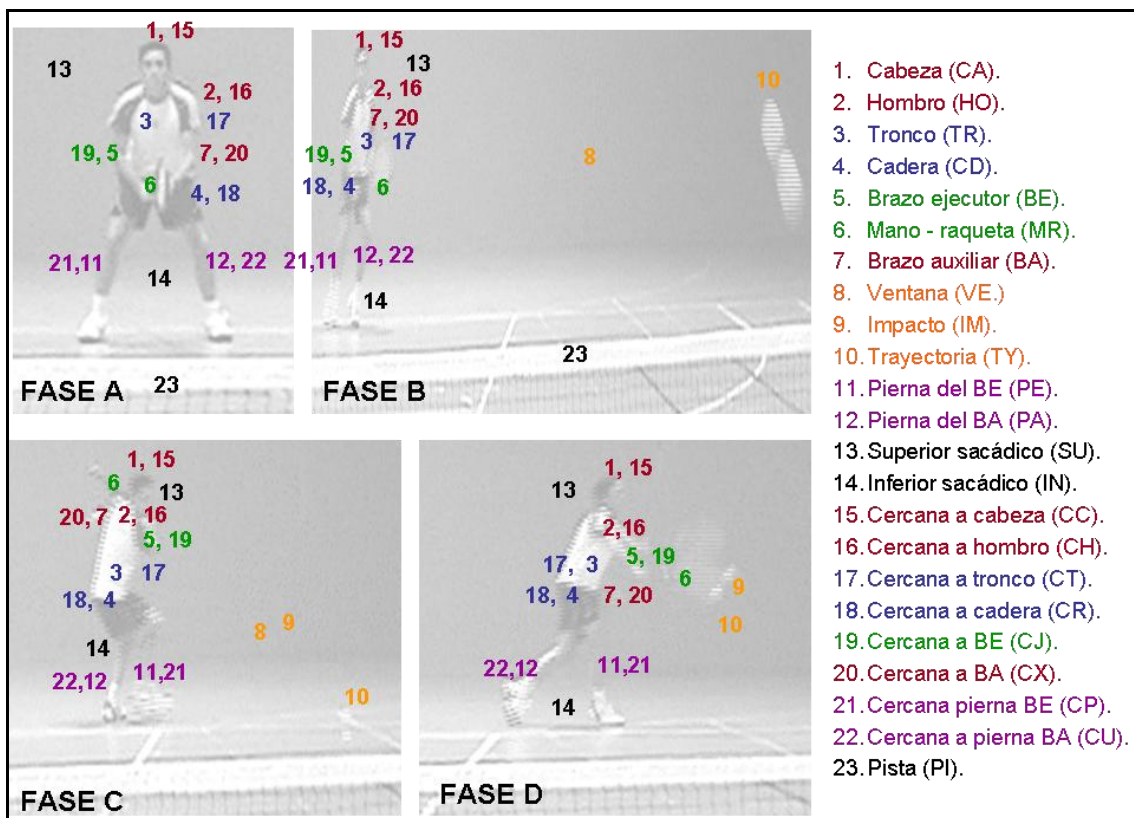 1, 15
13
2, 16
3
17
19, 5
7, 20
6
4, 18
21,11
12, 22
14
23
FASE A
1, 15
13
10
2, 16
7, 20
3
17
8
19, 5
18, 4
6
21,11
12, 22
14
23
FASE B
1, 15
6
13
20, 7
2, 16
5, 19
3
17
18, 4
9
8
14
11,21
22,12
10
FASE C
1, 15
13
2,16
17, 3
5, 19
6
9
18, 4
7, 20
10
22,12
11,21
14
FASE D
1. Cabeza (CA).
2. Hombro (HO).
3. Tronco (TR).
4. Cadera (CD).
5. Brazo ejecutor (BE).
6. Mano - raqueta (MR).
7. Brazo auxiliar (BA).
8. Ventana (VE.)
9. Impacto (IM).
10. Trayectoria (TY).
11. Pierna del BE (PE).
12. Pierna del BA (PA).
13. Superior sacádico (SU).
14. Inferior sacádico (IN).
15. Cercana a cabeza (CC).
16. Cercana a hombro (CH).
17. Cercana a tronco (CT).
18. Cercana a cadera (CR).
19. Cercana a BE (CJ).
20. Cercana a BA (CX).
21. Cercana pierna BE (CP).
22. Cercana a pierna BA (CU).
23. Pista (PI).